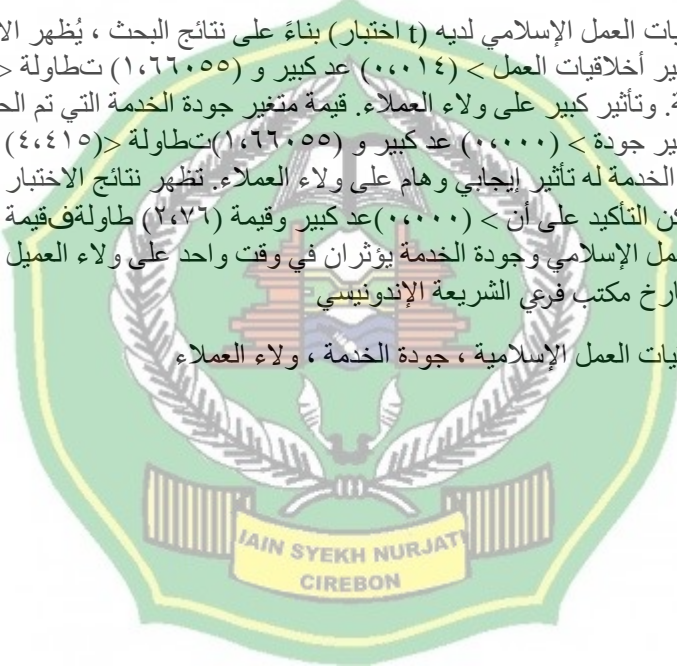 يات العمل الإسلامي لديه (t اختبار) بناءً على نتائج البحث ، يُظهر الا
ير أخلاقيات العمل > (٠،٠١٤) عد كبير و (١،٦٦٠٥٥) تطاولة <
ة. وتأثير كبير على ولاء العملاء. قيمة متغير جودة الخدمة التي تم الح
ير جودة > (٠،٠٠٠) عد كبير و (١،٦٦٠٥٥)تطاولة <(٤،٤١٥)
الخدمة له تأثير إيجابي وهام على ولاء العملاء. تظهر نتائج الاختبار
كن التأكيد على أن > (٠،٠٠٠)عد كبير وقيمة (٢،٧٦) طاولةفقيمة
مل الإسلامي وجودة الخدمة يؤثران في وقت واحد على ولاء العميل
ارخ مكتب فرعي الشريعة الإندونيسي
يات العمل الإسلامية ، جودة الخدمة ، ولاء العملاء
IAIN SYEKH NURJATI
CIREBON